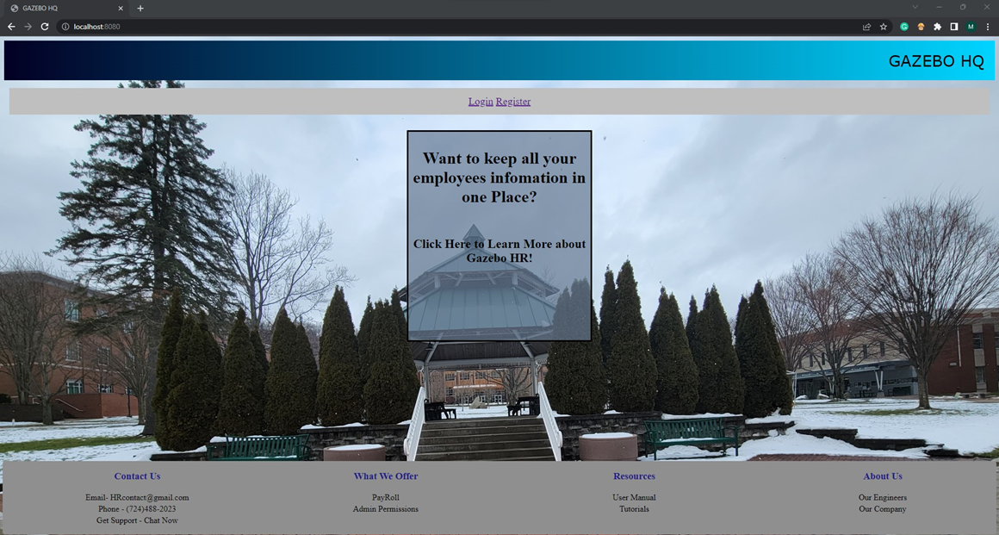 GAZEBO HQ
localhost:8080
M
GAZEBO HQ
Login Register
Want to keep all your
employees infomation in
one Place?
Click Here to Learn More about
Gazebo HR!
Contact Us
What We Offer
Resources
About Us
Email- HRcontact@gmail.com
PayRoll
User Manual
Our Engineers
Phone - (724)488-2023
Admin Permissions
Tutorials
Our Company
Get Support - Chat Now